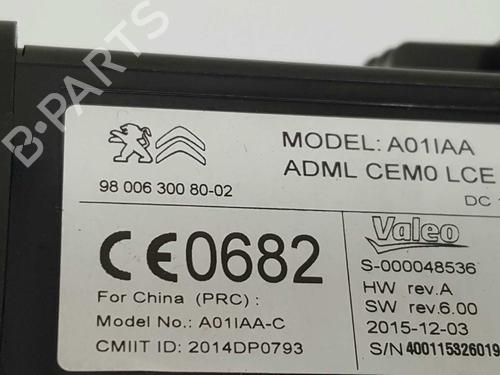 MODEL: A01IAA
ADML CEM0 LCE
DC
98 006 300 80-02
CE0682
For China (PRC) :
Model No.: A01IAA-C
CMIIT ID: 2014DP0793
Valeo
S-000048536
HW rev.A
SW rev.6.00
2015-12-03
S/N 400115326019
B-PARTS